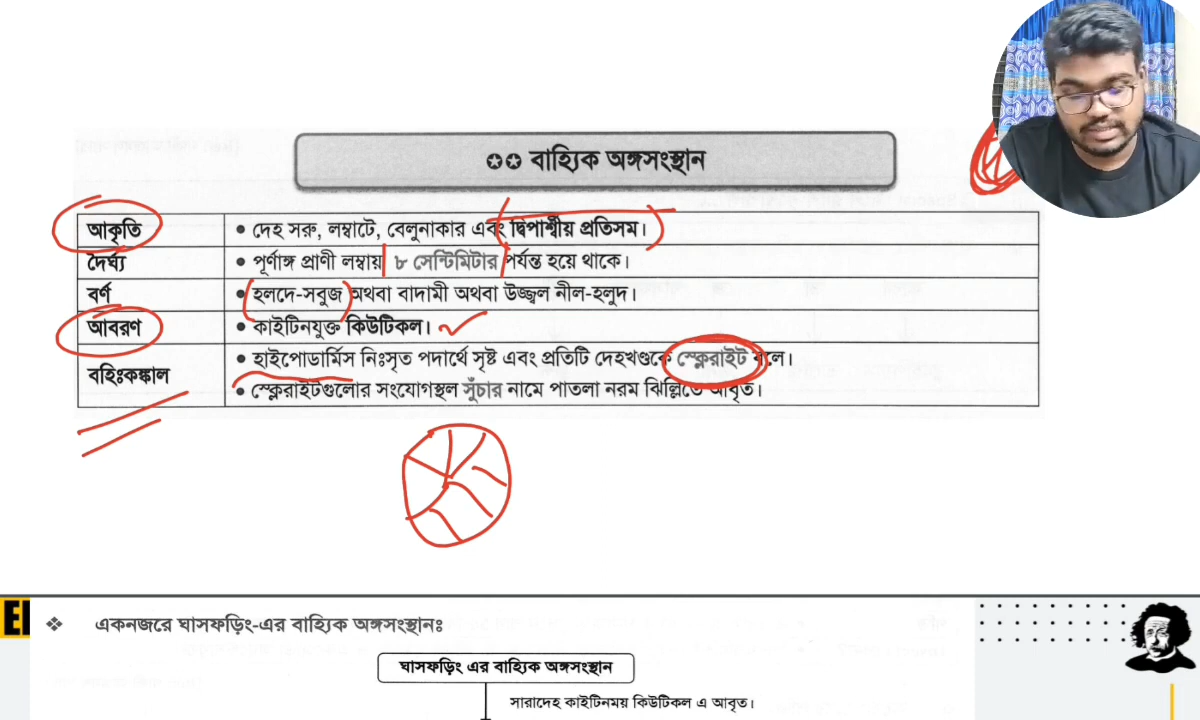 ✪✪ বাহ্যিক অঙ্গসংস্থান
আকৃতি • দেহ সরু, লম্বাটে, বেলুনাকার এবং দ্বিপার্শ্বীয় প্রতিসম।
দৈর্ঘ্য • পূর্ণাঙ্গ প্রাণী লম্বায় ৮ সেন্টিমিটার পর্যন্ত হয়ে থাকে।
বর্ণ • হলদে-সবুজ অথবা বাদামী অথবা উজ্জ্বল নীল-হলুদ।
আবরণ • কাইটিনযুক্ত কিউটিকল।
বহিঃকঙ্কাল • হাইপোডার্মিস নিঃসৃত পদার্থে সৃষ্ট এবং প্রতিটি দেহখণ্ডকে স্ক্লেরাইট বলে।
• স্ক্লেরাইটগুলোর সংযোগস্থল সুঁচার নামে পাতলা নরম ঝিল্লিতে আবৃত।
❖ একনজরে ঘাসফড়িং-এর বাহ্যিক অঙ্গসংস্থানঃ
ঘাসফড়িং এর বাহ্যিক অঙ্গসংস্থান
সারাদেহ কাইটিনময় কিউটিকল এ আবৃত।